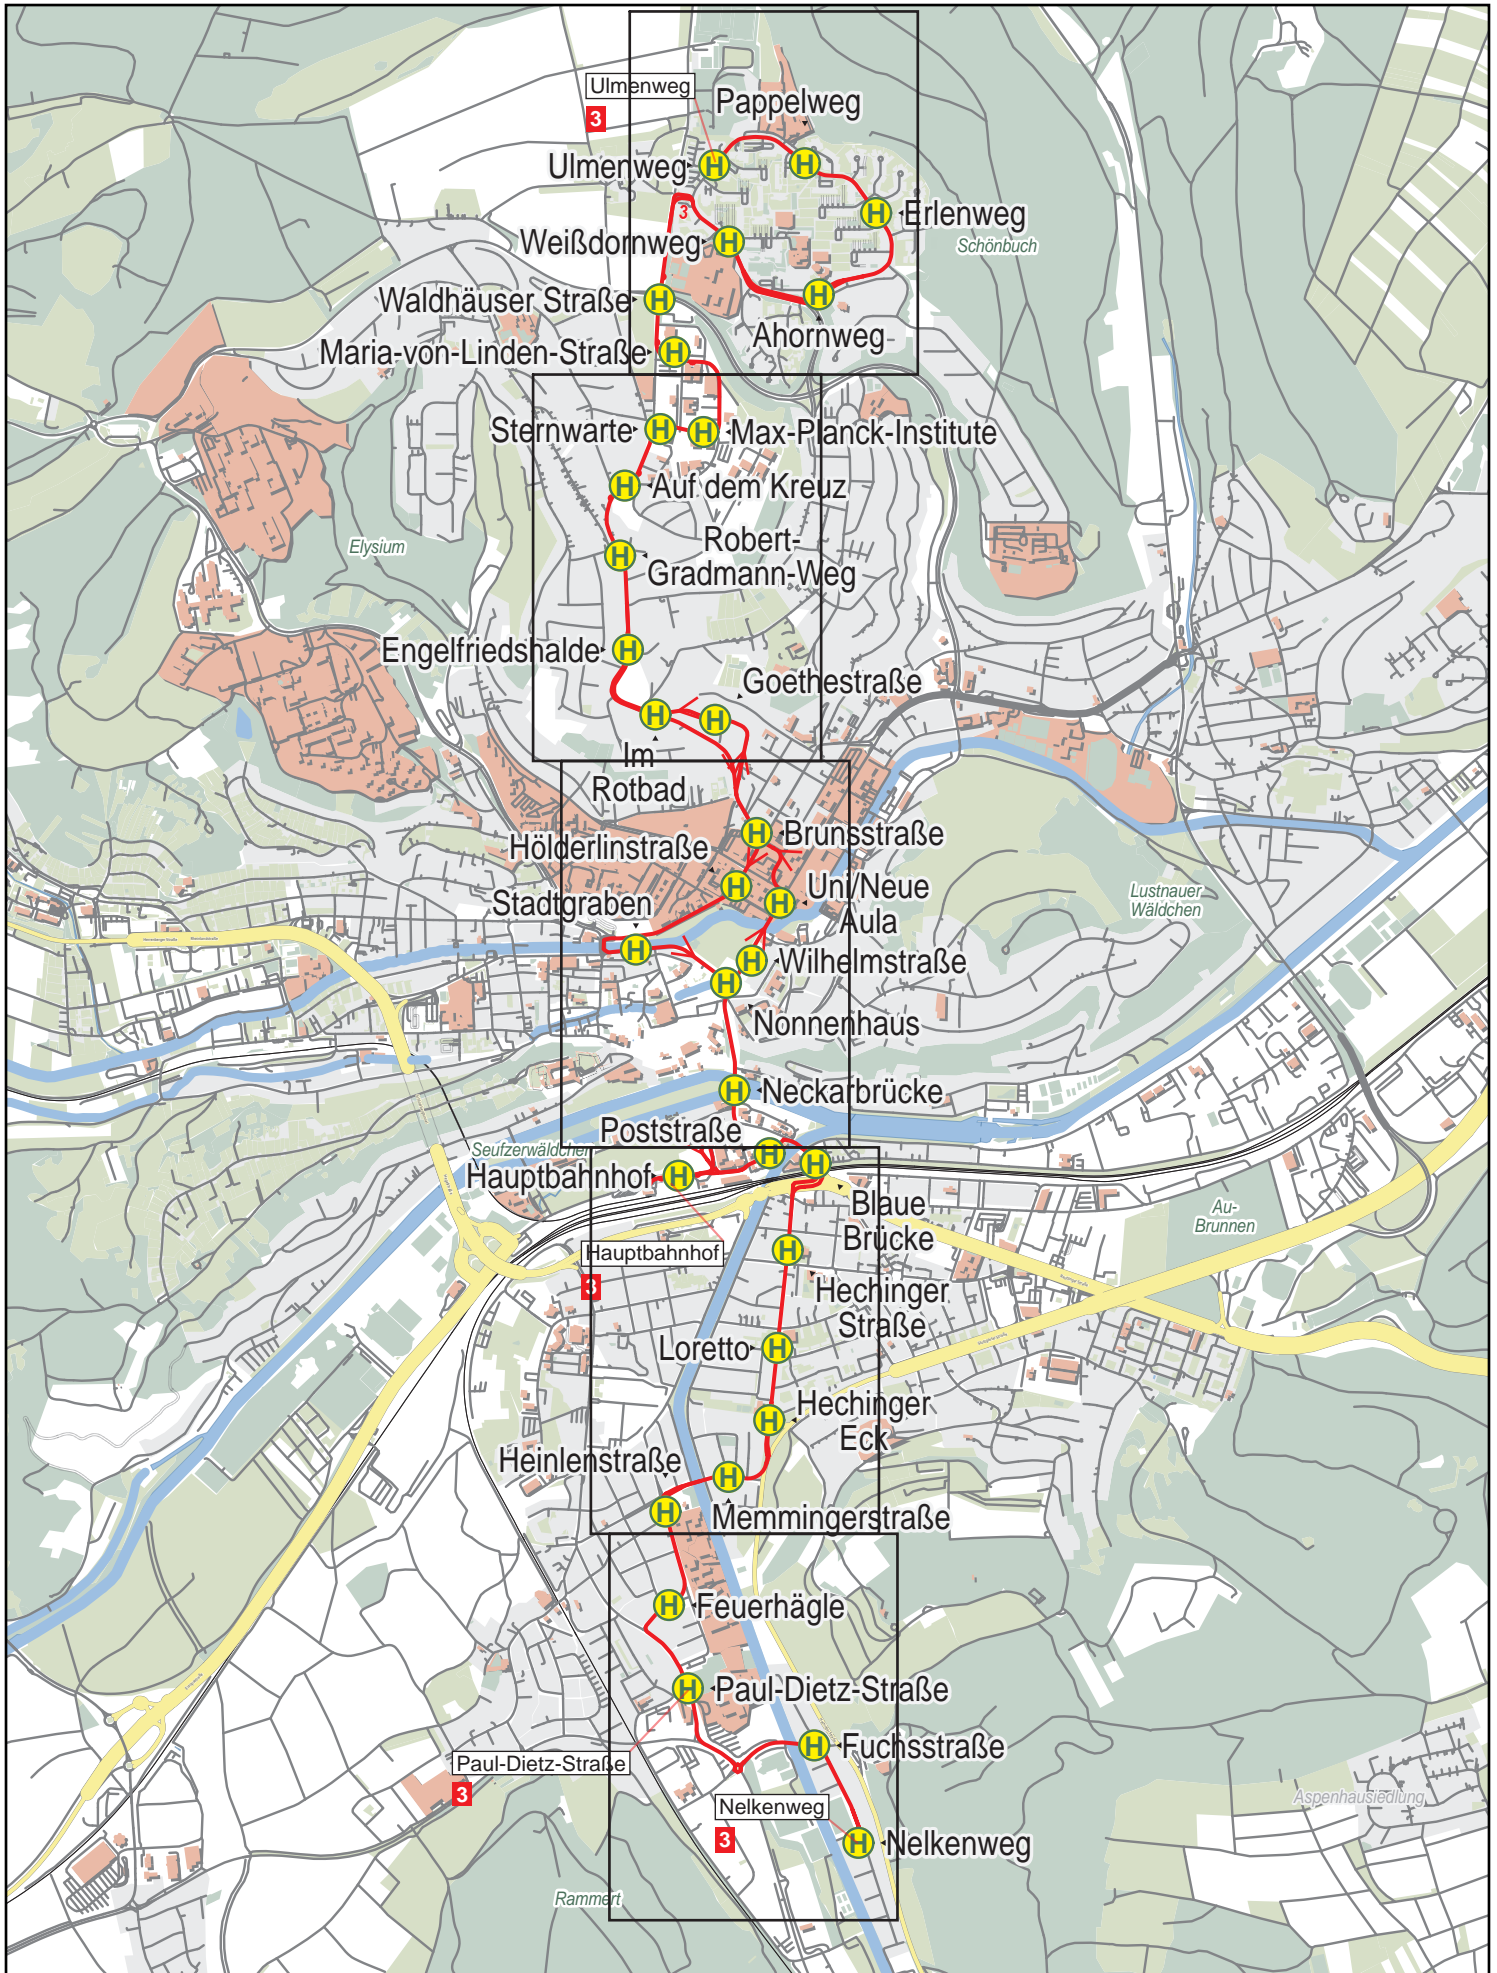 Ulmenweg
3
Pappelweg
Ulmenweg
Erlenweg
3
Weißdornweg
Schönbuch
Waldhäuser Straße
Ahornweg
Maria-von-Linden-Straße
Sternwarte
Max-Planck-Institute
Auf dem Kreuz
Elysium
Robert-
Gradmann-Weg
Engelfriedshalde
Goethestraße
Im
Rotbad
Brunsstraße
Hölderlinstraße
Uni/Neue
Aula
Stadtgraben
Lustnauer
Wäldchen
Wilhelmstraße
Nonnenhaus
Neckarbrücke
Poststraße
Seufzerwäldchen
Hauptbahnhof
Blaue
Brücke
Au-
Brunnen
Hauptbahnhof
3
Hechinger
Straße
Loretto
Hechinger
Eck
Heinlenstraße
Memmingerstraße
Feuerhägle
Paul-Dietz-Straße
Fuchsstraße
Paul-Dietz-Straße
3
Nelkenweg
3
Aspenhausiedlung
Nelkenweg
Rammert